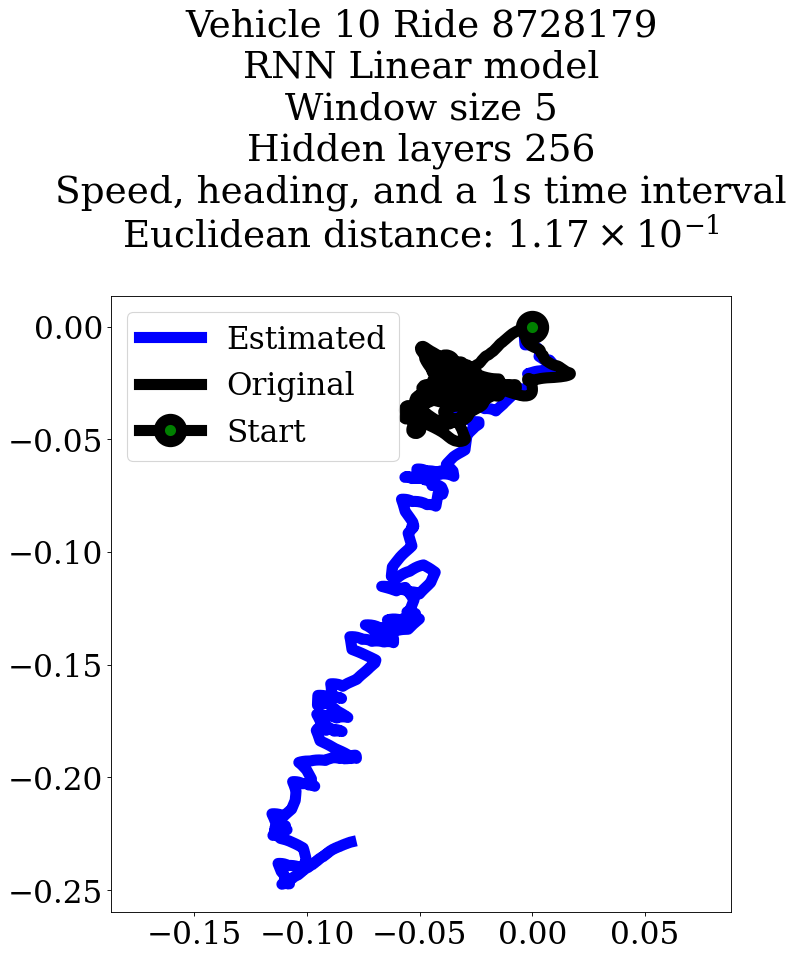 Vehicle 10 Ride 8728179
RNN Linear model
Window size 5
Hidden layers 256
Speed, heading, and a 1s time interval
Euclidean distance: 1.17 × 10⁻¹
Estimated
Original
Start
0.00
−0.05
−0.10
−0.15
−0.20
−0.25
−0.15 −0.10 −0.05 0.00 0.05